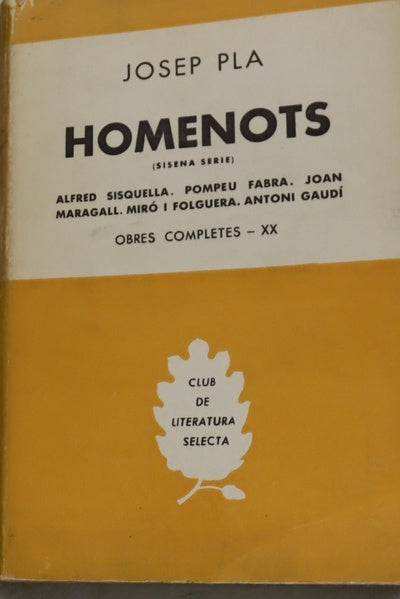 JOSEP PLA
HOMENOTS
(SISENA SERIE)
ALFRED SISQUELLA. POMPEU FABRA. JOAN
MARAGALL. MIRÓ I FOLGUERA. ANTONI GAUDÍ
OBRES COMPLETES – XX
CLUB
DE
LITERATURA
SELECTA